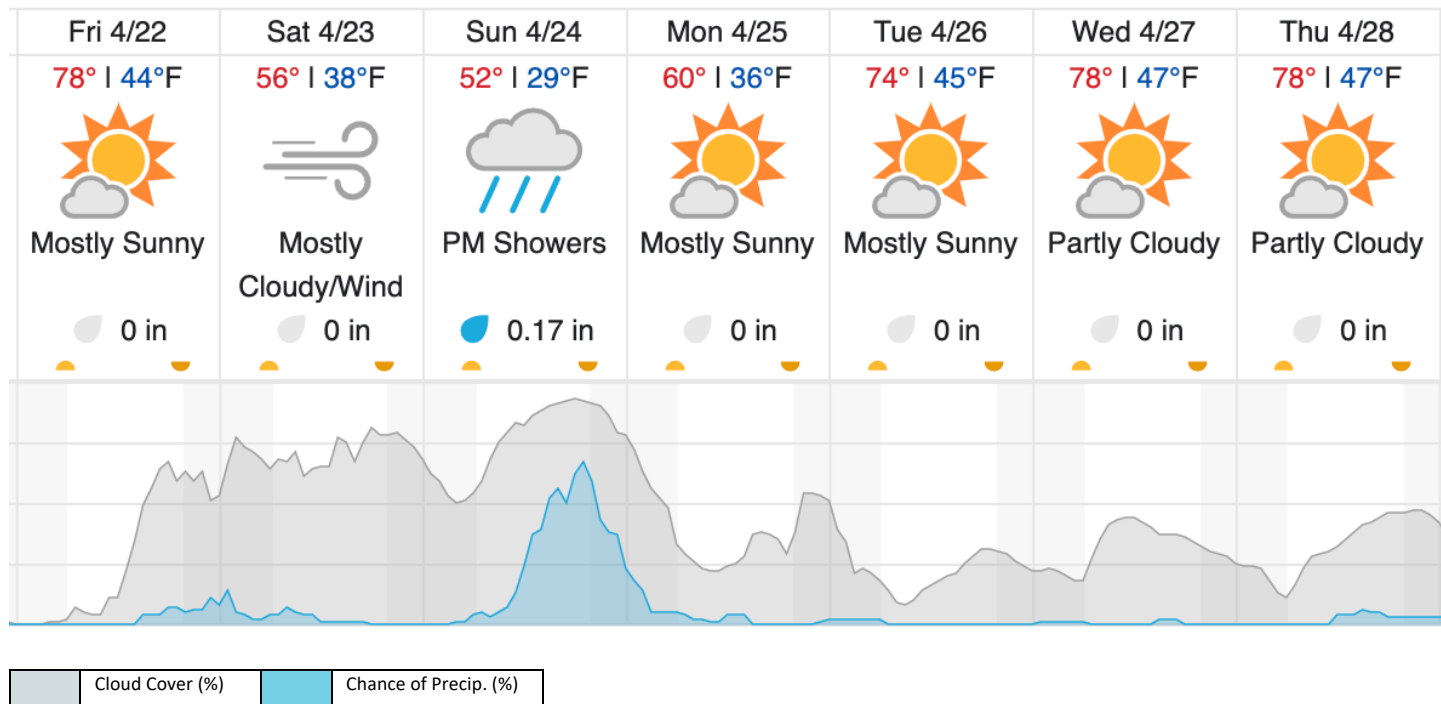 Fri 4/22 Sat 4/23 Sun 4/24 Mon 4/25 Tue 4/26 Wed 4/27 Thu 4/28
78° | 44°F 56° | 38°F 52° | 29°F 60° | 36°F 74° | 45°F 78° | 47°F 78° | 47°F
Mostly Sunny Mostly PM Showers Mostly Sunny Mostly Sunny Partly Cloudy Partly Cloudy
Cloudy/Wind
0 in 0 in 0.17 in 0 in 0 in 0 in 0 in
Cloud Cover (%) Chance of Precip. (%)